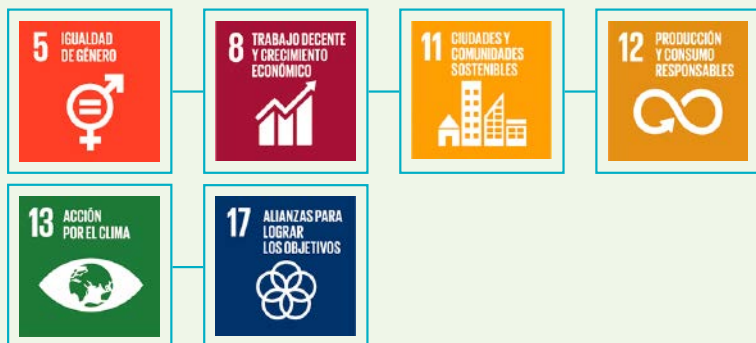 5 IGUALDAD
DE GÉNERO
8 TRABAJO DECENTE
Y CRECIMIENTO
ECONÓMICO
11 CIUDADES Y
COMUNIDADES
SOSTENIBLES
12 PRODUCCIÓN
Y CONSUMO
RESPONSABLES
13 ACCIÓN
POR EL CLIMA
17 ALIANZAS PARA
LOGRAR
LOS OBJETIVOS